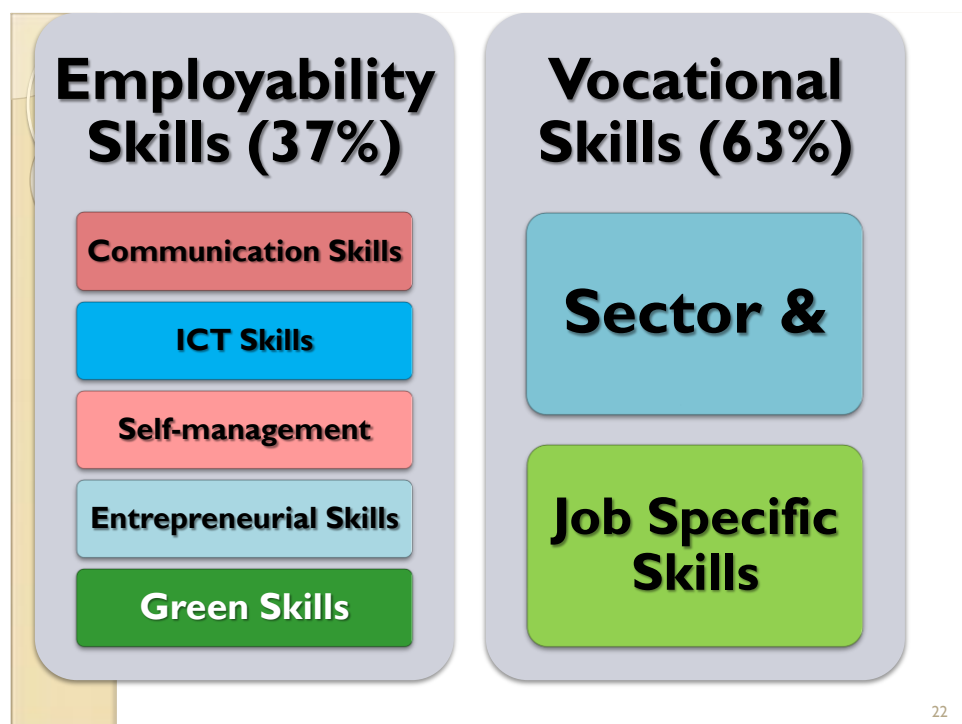 Employability
Skills (37%)
Communication Skills
ICT Skills
Self-management
Entrepreneurial Skills
Green Skills
Vocational
Skills (63%)
Sector &
Job Specific
Skills
22